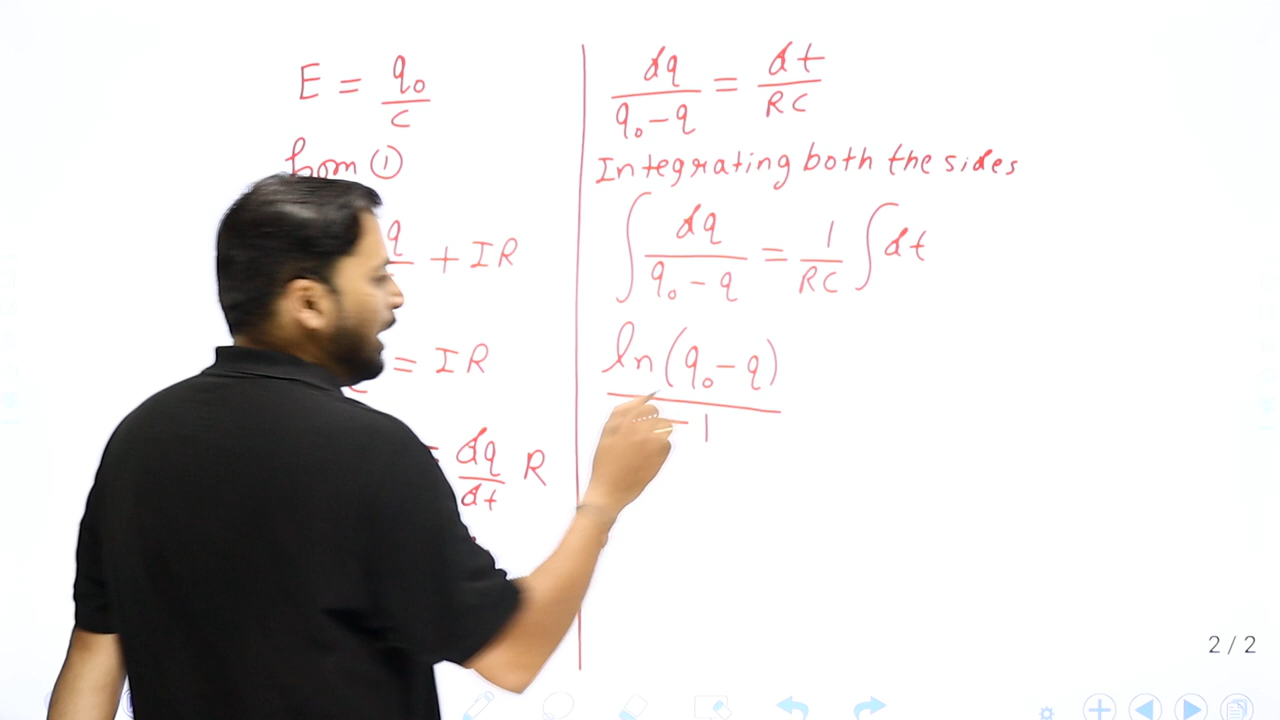 E = q₀/c
from ①
q + IR
= IR
= dq/dt R
dq/(q₀ − q) = dt/RC
Integrating both the sides
∫ dq/(q₀ − q) = 1/RC ∫ dt
ln(q₀ − q)/−1
2 / 2